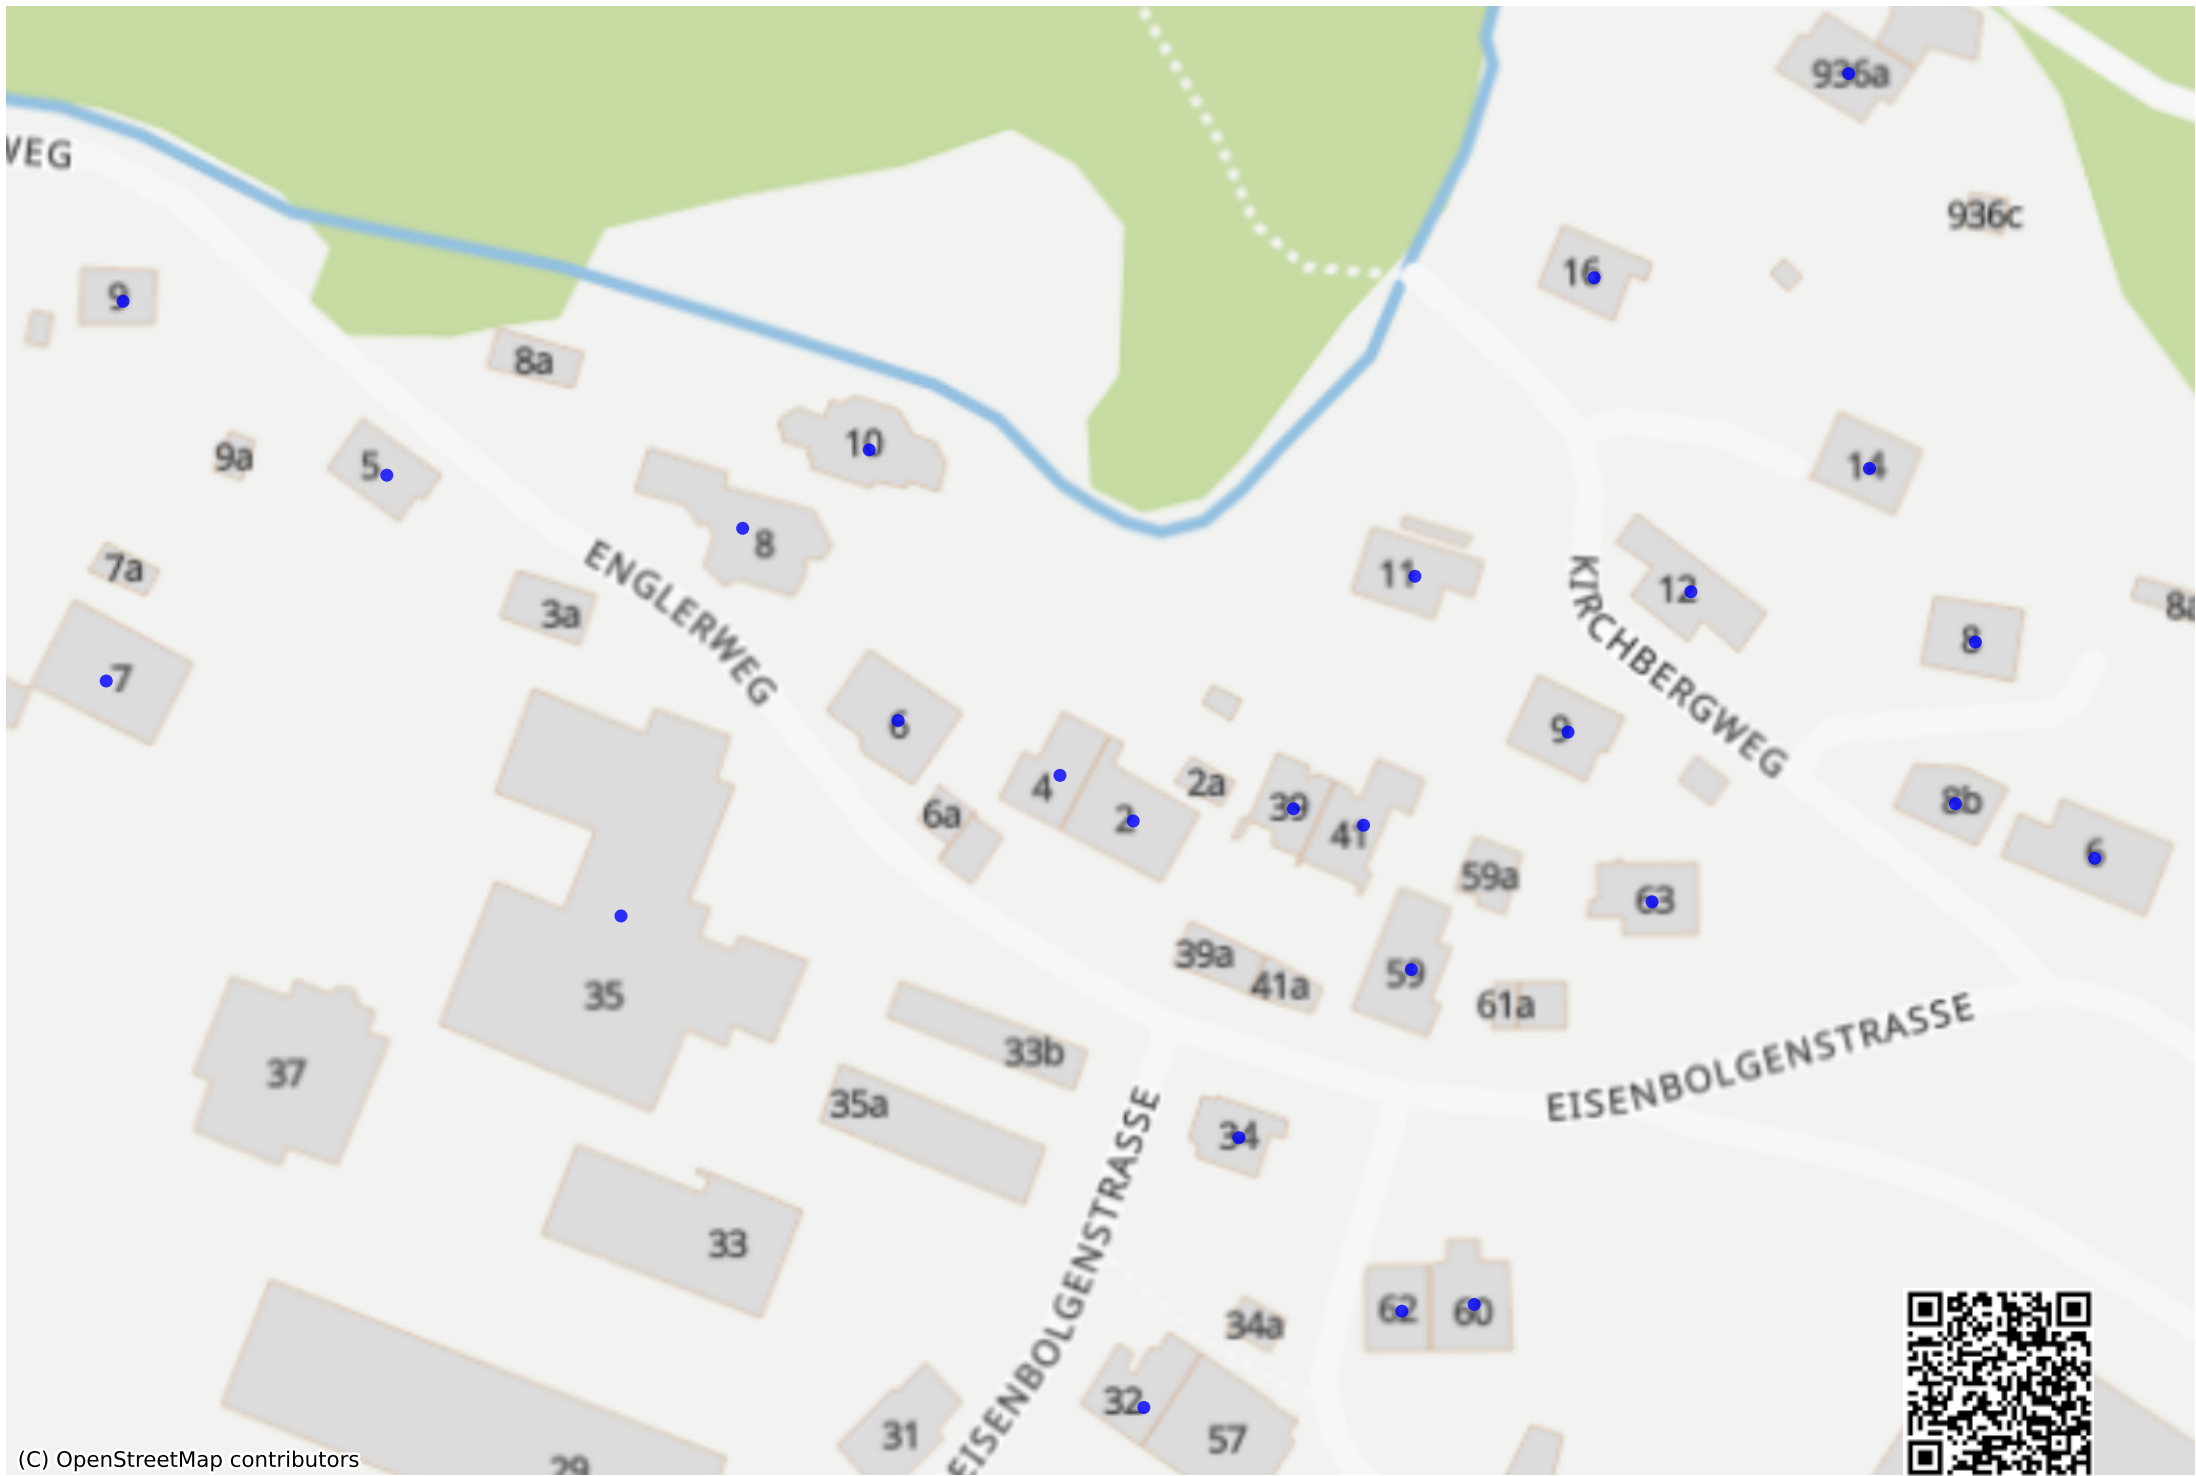 936a
WEG
936c
16
9
8a
10
9a
5
14
8
ENGLERWEG
7a
3a
11
KIRCHBERGWEG
12
8
8a
7
6
4
2a
2
39
41
9
6a
8b
6
59a
63
39a
41a
59
61a
35
37
33b
35a
EISENBOLGENSTRASSE
34
EISENBOLGENSTRASSE
33
34a
62
60
32
31
57
29
(C) OpenStreetMap contributors